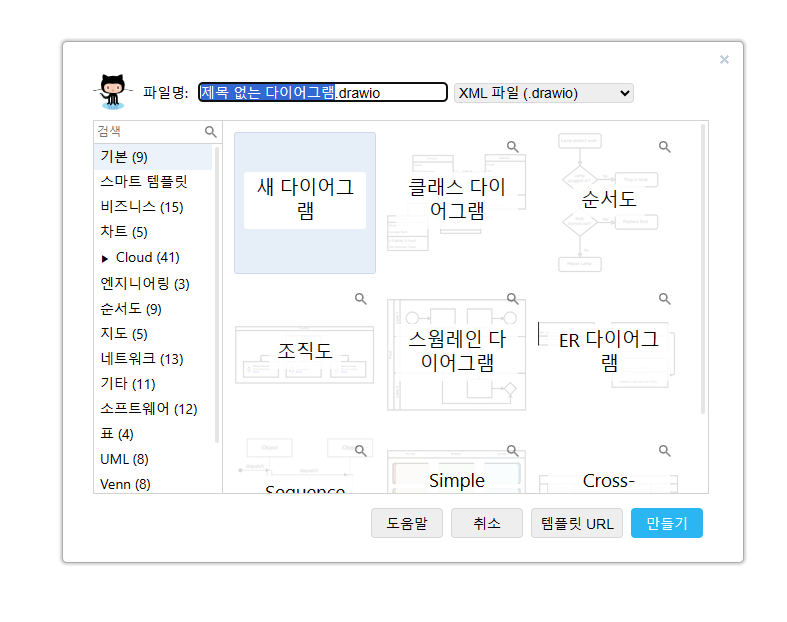 파일명: 제목 없는 다이어그램.drawio XML 파일 (.drawio)
검색
기본 (9)
스마트 템플릿
비즈니스 (15)
차트 (5)
Cloud (41)
엔지니어링 (3)
순서도 (9)
지도 (5)
네트워크 (13)
기타 (11)
소프트웨어 (12)
표 (4)
UML (8)
Venn (8)
새 다이어그
램
클래스 다이
어그램
순서도
조직도
스윔레인 다
이어그램
ER 다이어그
램
Sequence
Simple
Cross-
도움말
취소
템플릿 URL
만들기